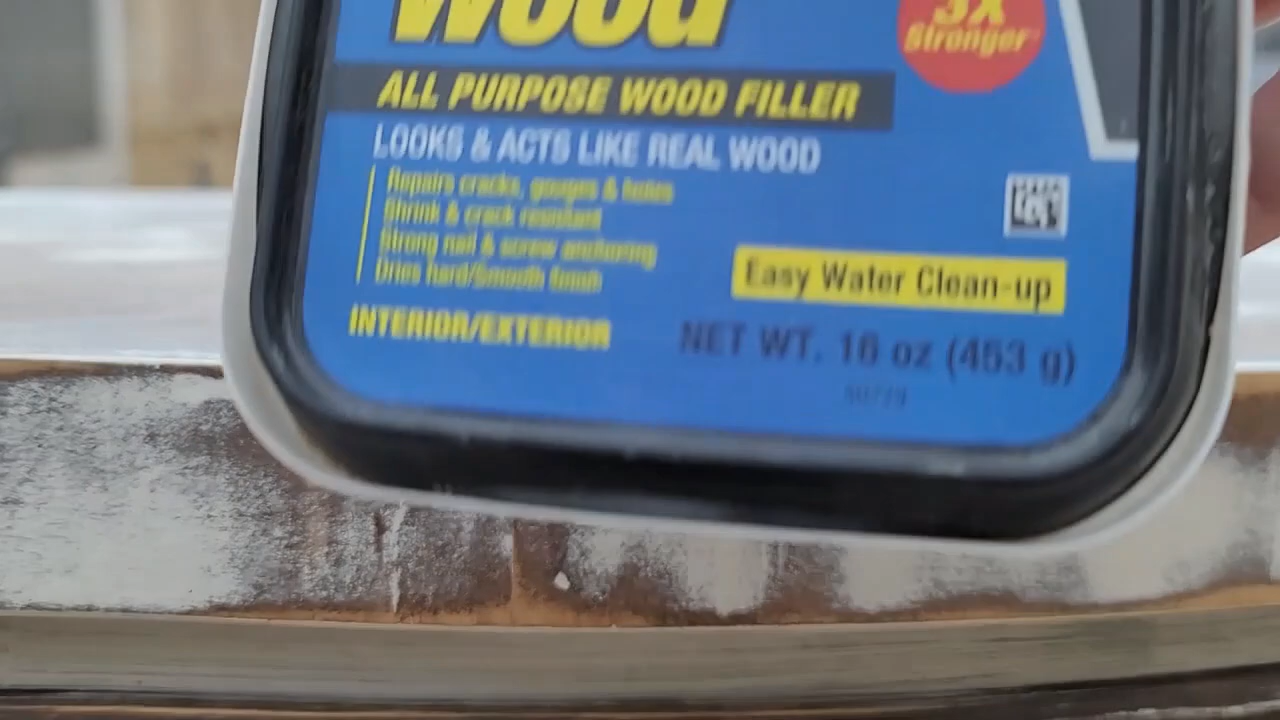 Wood
3X
Stronger
ALL PURPOSE WOOD FILLER
LOOKS & ACTS LIKE REAL WOOD
Repairs cracks, gouges & holes
Shrink & crack resistant
Strong nail & screw anchoring
Dries hard/Smooth finish
Easy Water Clean-up
INTERIOR/EXTERIOR
NET WT. 16 oz (453 g)